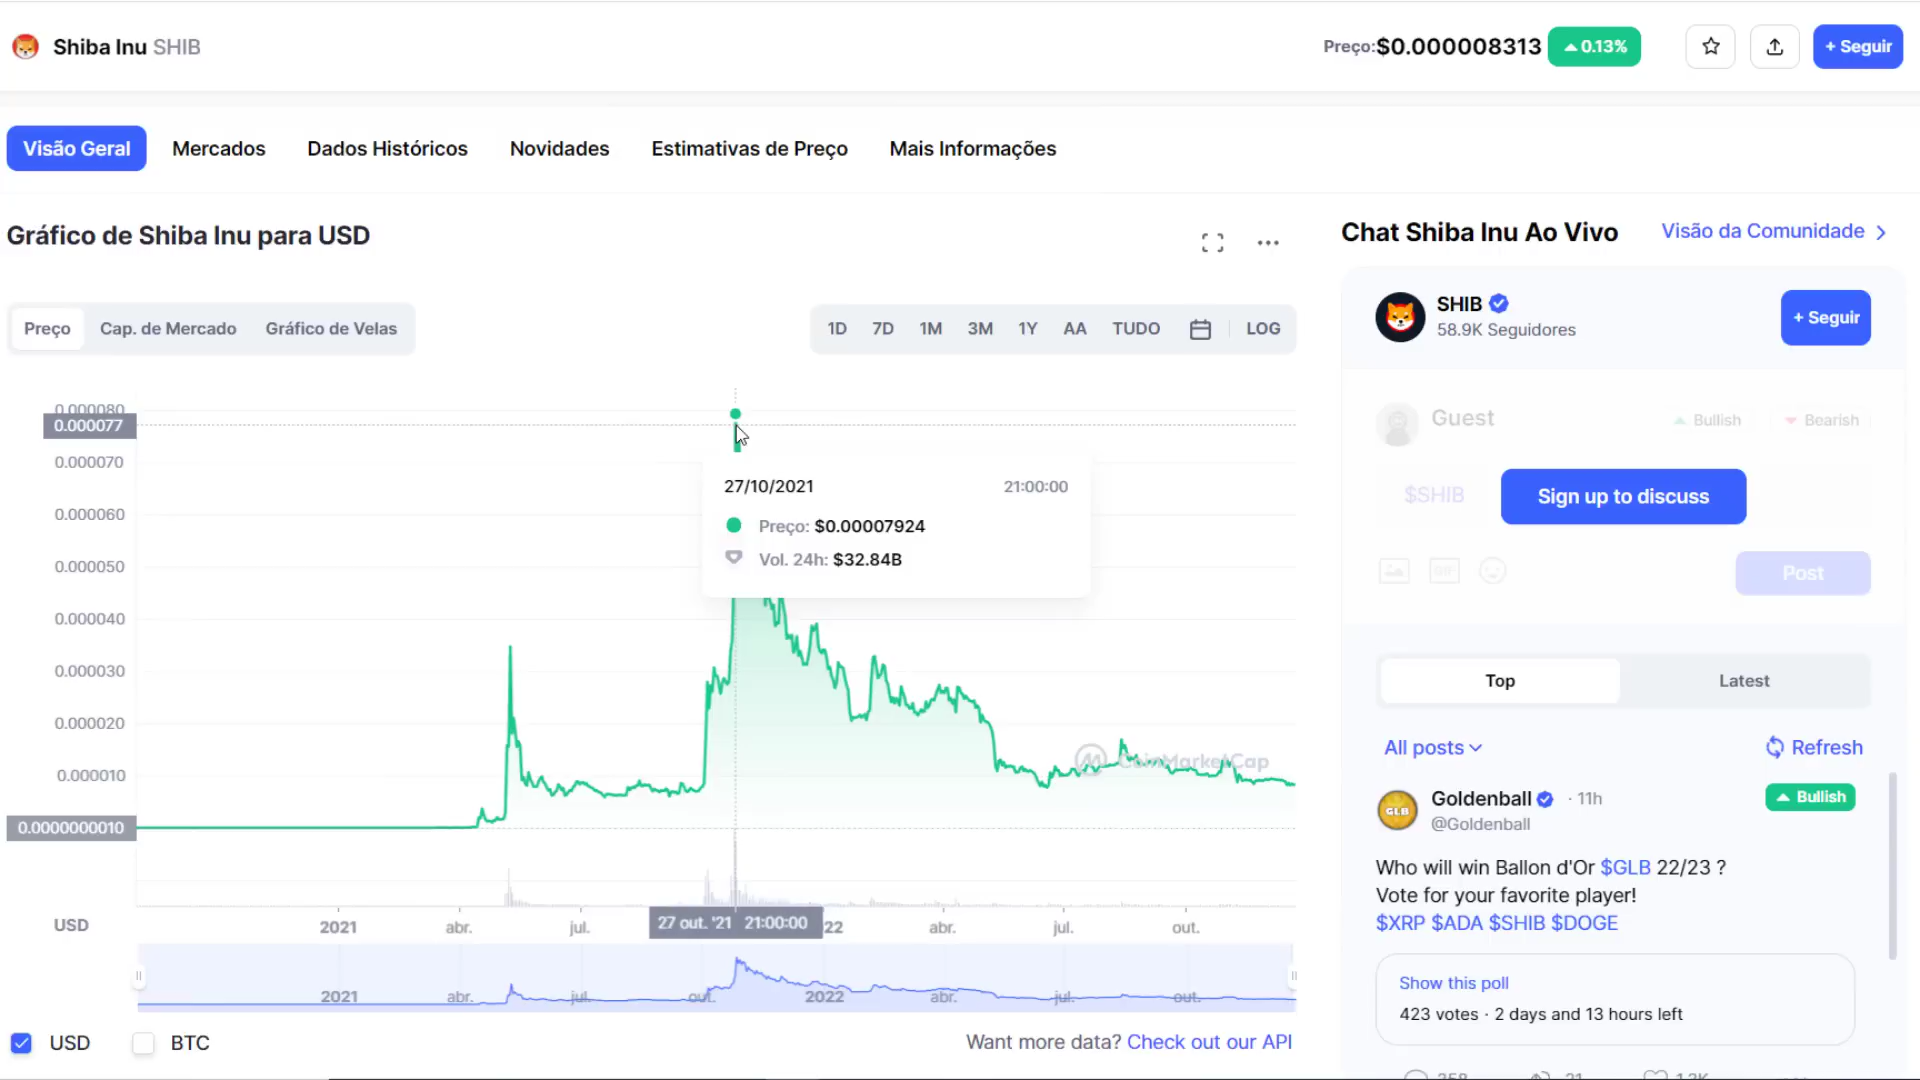 Shiba Inu SHIB
Preço:$0.000008313 0.13%
+ Seguir
Visão Geral
Mercados
Dados Históricos
Novidades
Estimativas de Preço
Mais Informações
Gráfico de Shiba Inu para USD
Preço
Cap. de Mercado
Gráfico de Velas
1D
7D
1M
3M
1Y
AA
TUDO
LOG
0.000080
0.000077
0.000070
0.000060
0.000050
0.000040
0.000030
0.000020
0.000010
0.0000000010
27/10/2021 21:00:00
Preço: $0.00007924
Vol. 24h: $32.84B
CoinMarketCap
USD
2021
abr.
jul.
27 out. '21 21:00:00
22
abr.
jul.
out.
2021
abr.
jul.
out.
2022
abr.
jul.
out.
USD
BTC
Want more data? Check out our API
Chat Shiba Inu Ao Vivo
Visão da Comunidade
SHIB
58.9K Seguidores
+ Seguir
Guest
Bullish
Bearish
$SHIB
Sign up to discuss
GIF
Post
Top
Latest
All posts
Refresh
GLB
Goldenball · 11h
@Goldenball
Bullish
Who will win Ballon d'Or $GLB 22/23 ?
Vote for your favorite player!
$XRP $ADA $SHIB $DOGE
Show this poll
423 votes · 2 days and 13 hours left